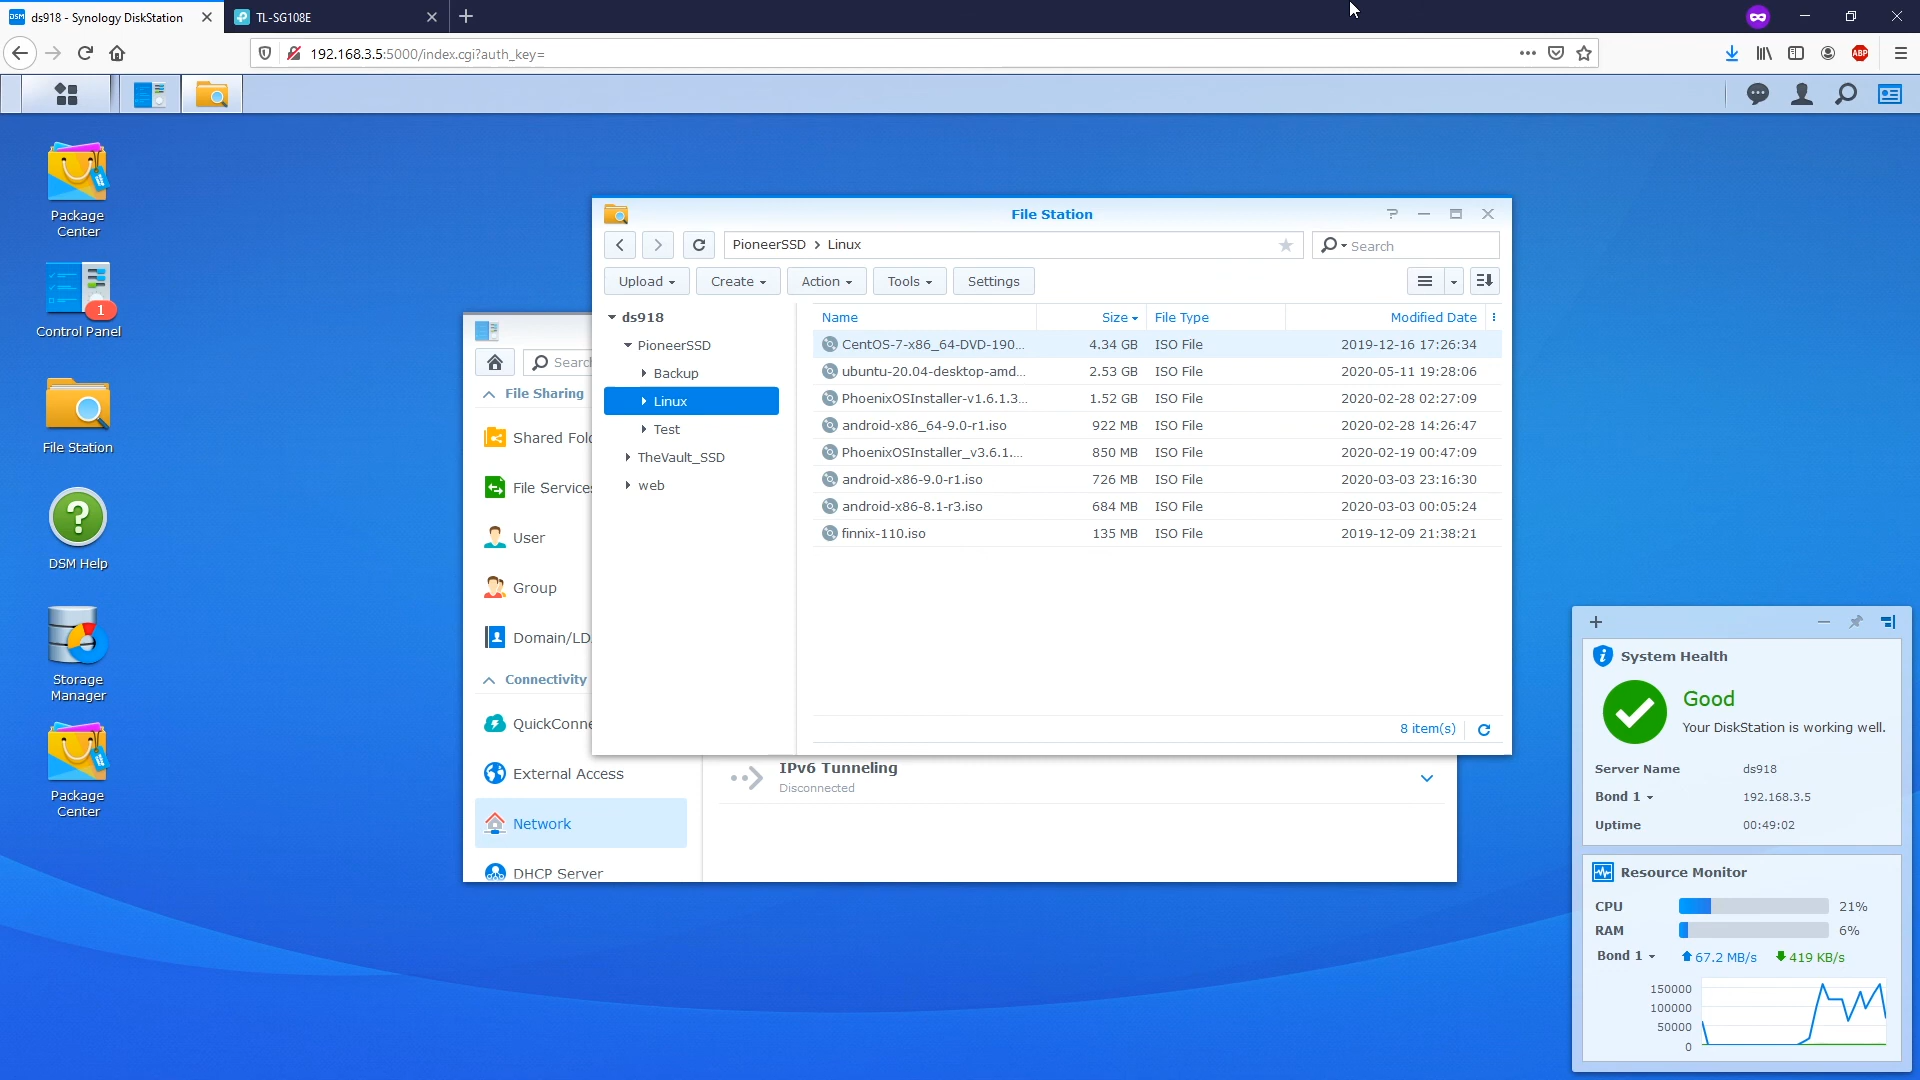 ds918 - Synology DiskStation
TL-SG108E
192.168.3.5:5000/index.cgi?auth_key=
ABP
Package
Center
1
Control Panel
File Station
DSM Help
Storage
Manager
Package
Center
File Station
PioneerSSD > Linux
Search
Upload
Create
Action
Tools
Settings
ds918
PioneerSSD
Backup
Linux
Test
TheVault_SSD
web
Name Size File Type Modified Date
CentOS-7-x86_64-DVD-190... 4.34 GB ISO File 2019-12-16 17:26:34
ubuntu-20.04-desktop-amd... 2.53 GB ISO File 2020-05-11 19:28:06
PhoenixOSInstaller-v1.6.1.3... 1.52 GB ISO File 2020-02-28 02:27:09
android-x86_64-9.0-r1.iso 922 MB ISO File 2020-02-28 14:26:47
PhoenixOSInstaller_v3.6.1.... 850 MB ISO File 2020-02-19 00:47:09
android-x86-9.0-r1.iso 726 MB ISO File 2020-03-03 23:16:30
android-x86-8.1-r3.iso 684 MB ISO File 2020-03-03 00:05:24
finnix-110.iso 135 MB ISO File 2019-12-09 21:38:21
8 item(s)
Search
File Sharing
Shared Fol
File Services
User
Group
Domain/LD
Connectivity
QuickConne
External Access
Network
DHCP Server
IPv6 Tunneling
Disconnected
System Health
Good
Your DiskStation is working well.
Server Name ds918
Bond 1 192.168.3.5
Uptime 00:49:02
Resource Monitor
CPU 21%
RAM 6%
Bond 1 67.2 MB/s 419 KB/s
150000
100000
50000
0